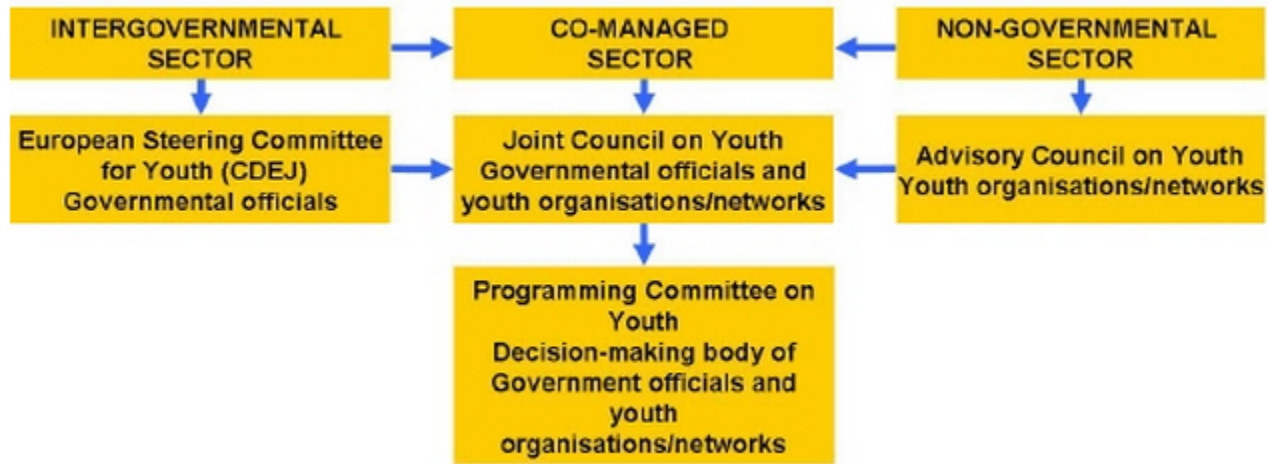 INTERGOVERNMENTAL
SECTOR
CO-MANAGED
SECTOR
NON-GOVERNMENTAL
SECTOR
European Steering Committee
for Youth (CDEJ)
Governmental officials
Joint Council on Youth
Governmental officials and
youth organisations/networks
Advisory Council on Youth
Youth organisations/networks
Programming Committee on
Youth
Decision-making body of
Government officials and
youth
organisations/networks